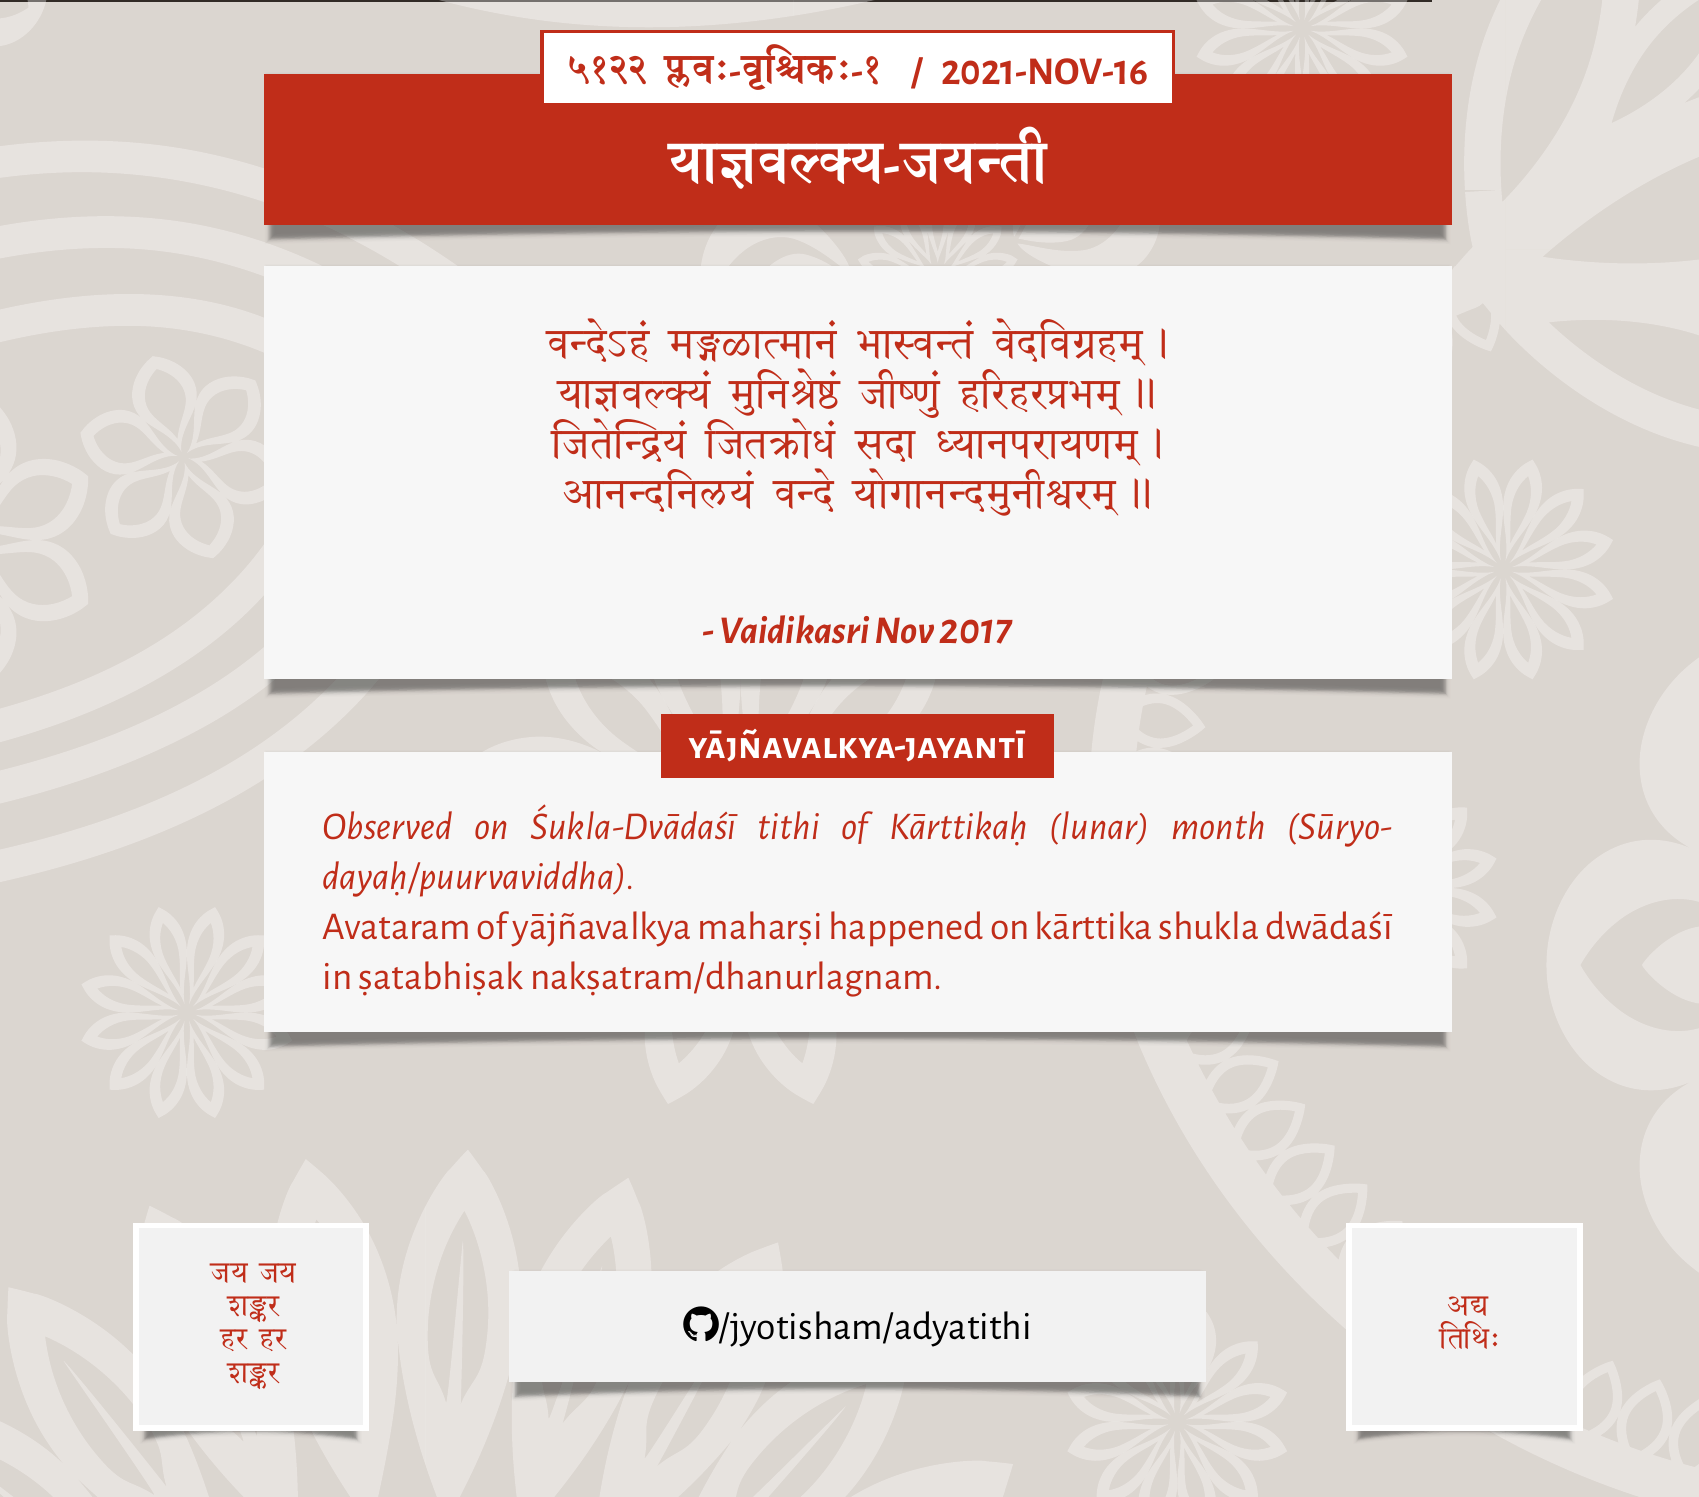 ५१२२ प्लवः-वृश्चिकः-१ / 2021-NOV-16
याज्ञवल्क्य-जयन्ती
वन्देऽहं मङ्गळात्मानं भास्वन्तं वेदविग्रहम् ।
याज्ञवल्क्यं मुनिश्रेष्ठं जीष्णुं हरिहरप्रभम् ॥
जितेन्द्रियं जितक्रोधं सदा ध्यानपरायणम् ।
आनन्दनिलयं वन्दे योगानन्दमुनीश्वरम् ॥
- Vaidikasri Nov 2017
YĀJÑAVALKYA-JAYANTĪ
Observed on Śukla-Dvādaśī tithi of Kārttikaḥ (lunar) month (Sūryo-
dayaḥ/puurvaviddha).
Avataram of yājñavalkya maharṣi happened on kārttika shukla dwādaśī
in ṣatabhiṣak nakṣatram/dhanurlagnam.
जय जय
शङ्कर
हर हर
शङ्कर
/jyotisham/adyatithi
अद्य
तिथिः